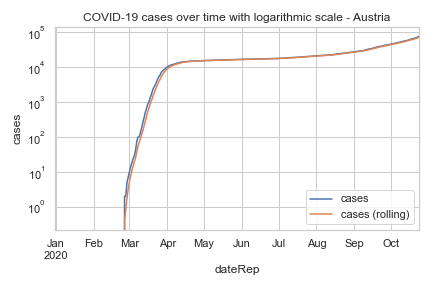 COVID-19 cases over time with logarithmic scale - Austria
10^5
10^4
10^3
10^2
10^1
10^0
cases
cases
cases (rolling)
Jan Feb Mar Apr May Jun Jul Aug Sep Oct
2020
dateRep